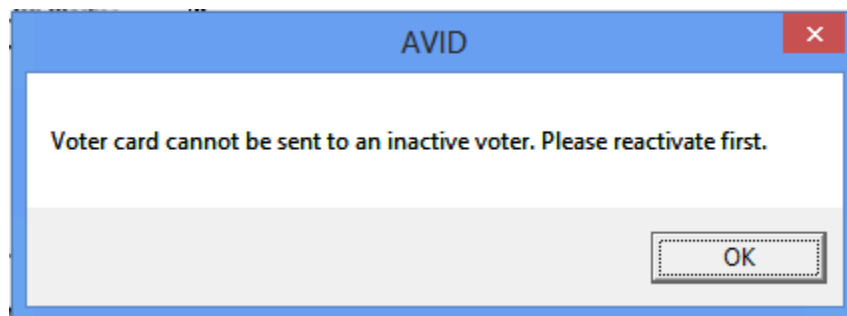 AVID
Voter card cannot be sent to an inactive voter. Please reactivate first.
OK